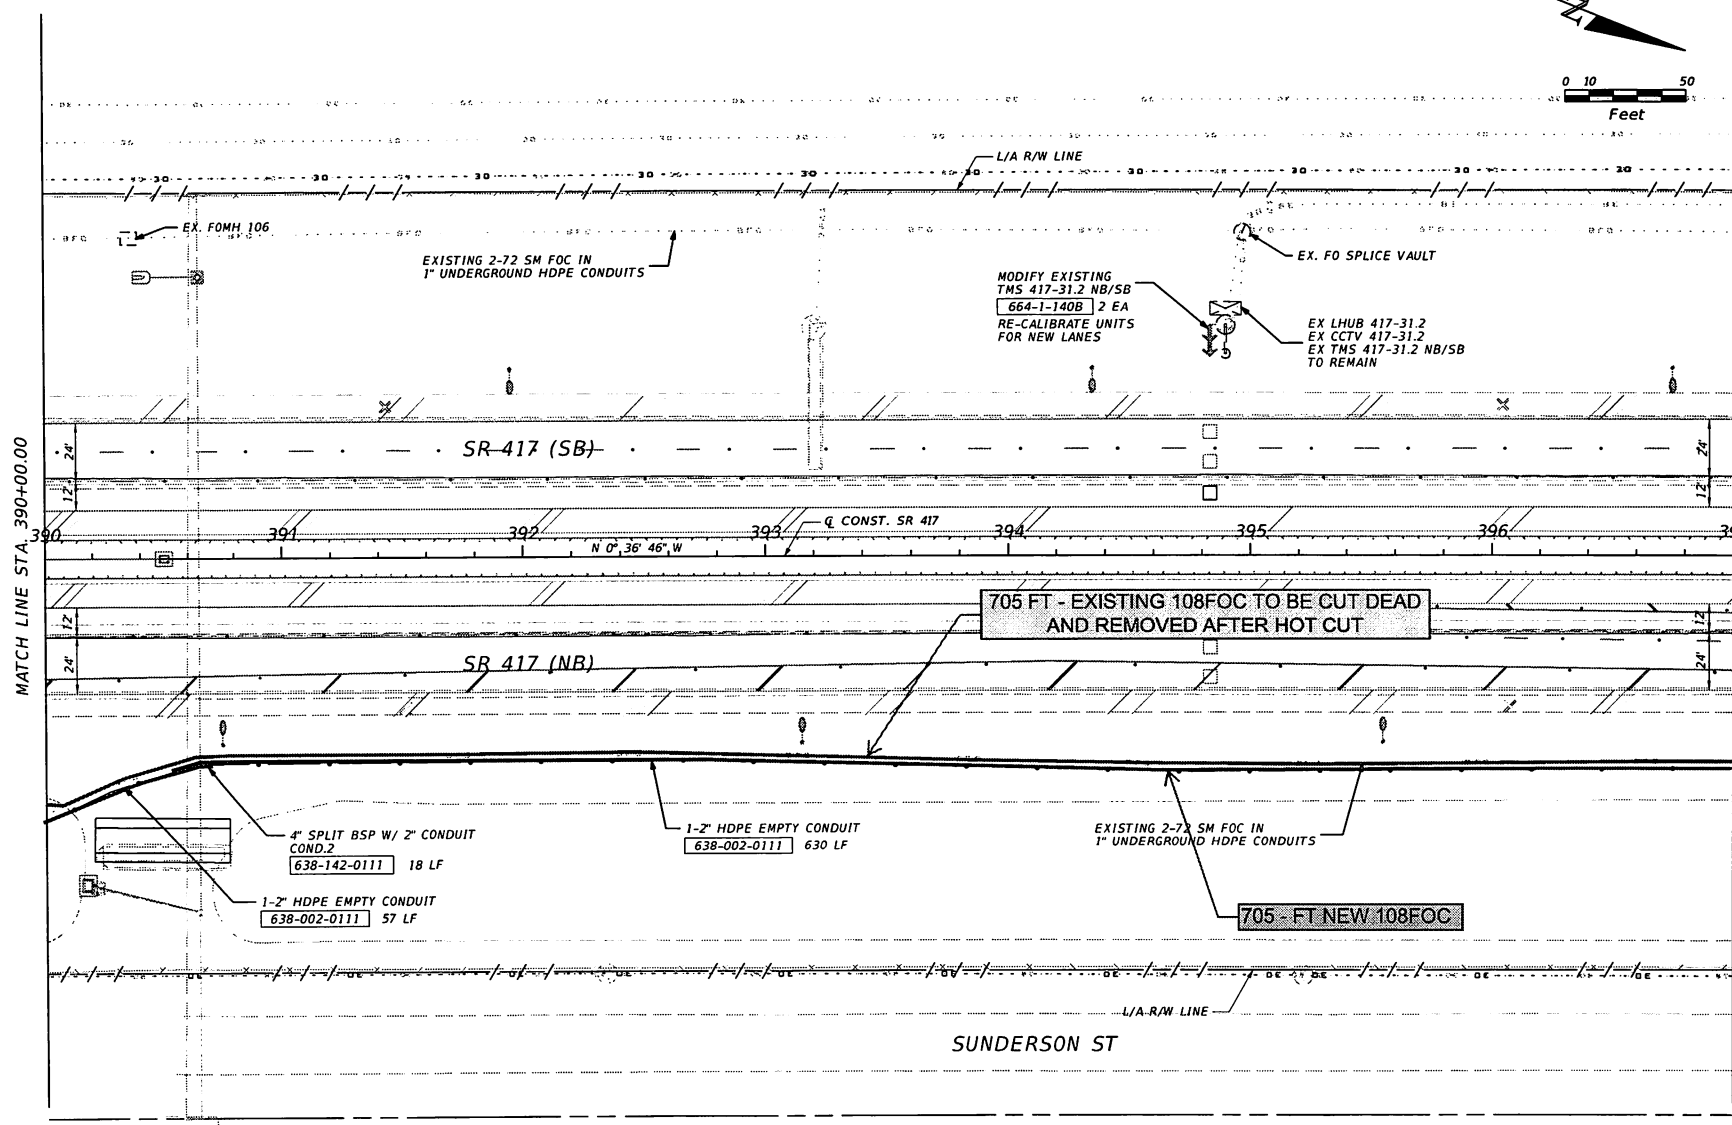 0 10 50
Feet
L/A R/W LINE
EX. FOMH 106
EXISTING 2-72 SM FOC IN
1" UNDERGROUND HDPE CONDUITS
MODIFY EXISTING
TMS 417-31.2 NB/SB
664-1-140B 2 EA
RE-CALIBRATE UNITS
FOR NEW LANES
EX. FO SPLICE VAULT
EX LHUB 417-31.2
EX CCTV 417-31.2
EX TMS 417-31.2 NB/SB
TO REMAIN
MATCH LINE STA. 390+00.00
24'
12'
SR 417 (SB)
24'
12'
℄ CONST. SR 417
390 391 392 393 394 395 396
N 0° 36' 46" W
705 FT - EXISTING 108FOC TO BE CUT DEAD
AND REMOVED AFTER HOT CUT
12'
24'
SR 417 (NB)
12'
24'
4" SPLIT BSP W/ 2" CONDUIT
COND.2
638-142-0111 18 LF
1-2" HDPE EMPTY CONDUIT
638-002-0111 630 LF
EXISTING 2-72 SM FOC IN
1" UNDERGROUND HDPE CONDUITS
1-2" HDPE EMPTY CONDUIT
638-002-0111 57 LF
705 - FT NEW 108FOC
L/A R/W LINE
SUNDERSON ST